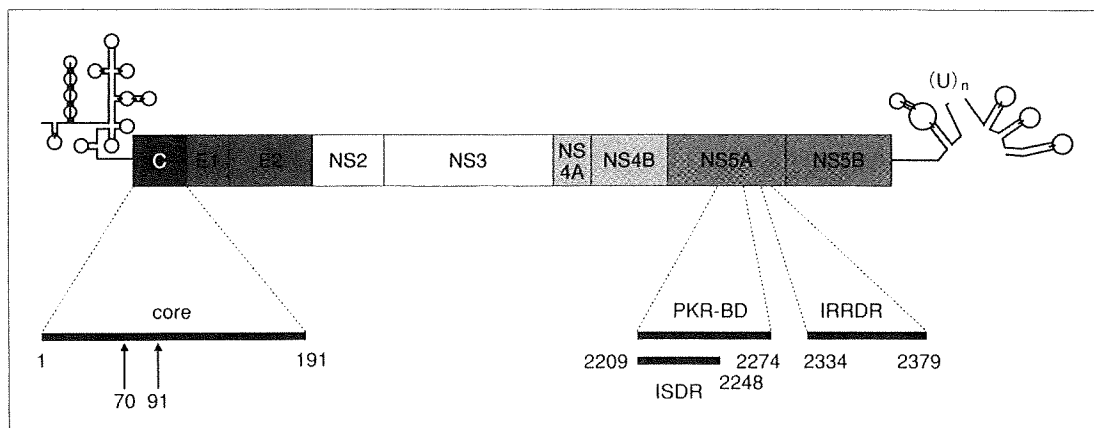 (U)n
C E1 E2 NS2 NS3 NS 4A NS4B NS5A NS5B
core
1 191
70 91
PKR-BD IRRDR
2209 2274 2334 2379
2248
ISDR